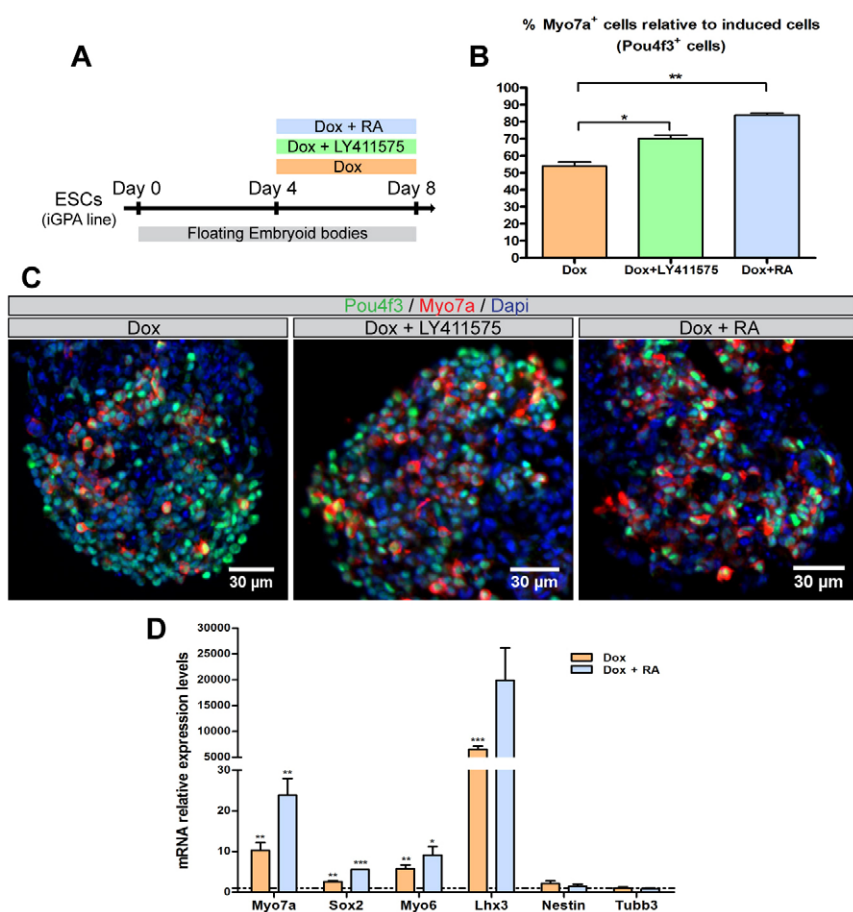 A
Dox + RA
Dox + LY411575
Dox
Day 0
Day 4
Day 8
ESCs
(iGPA line)
Floating Embryoid bodies
% Myo7a+ cells relative to induced cells
(Pou4f3+ cells)
B
**
*
100
90
80
70
60
50
40
30
20
10
0
Dox
Dox+LY411575
Dox+RA
C
Pou4f3 / Myo7a / Dapi
Dox
Dox + LY411575
Dox + RA
30 µm
30 µm
30 µm
D
mRNA relative expression levels
30000
25000
20000
15000
10000
5000
30
20
10
0
Dox
Dox + RA
**
**
**
***
**
*
***
Myo7a
Sox2
Myo6
Lhx3
Nestin
Tubb3